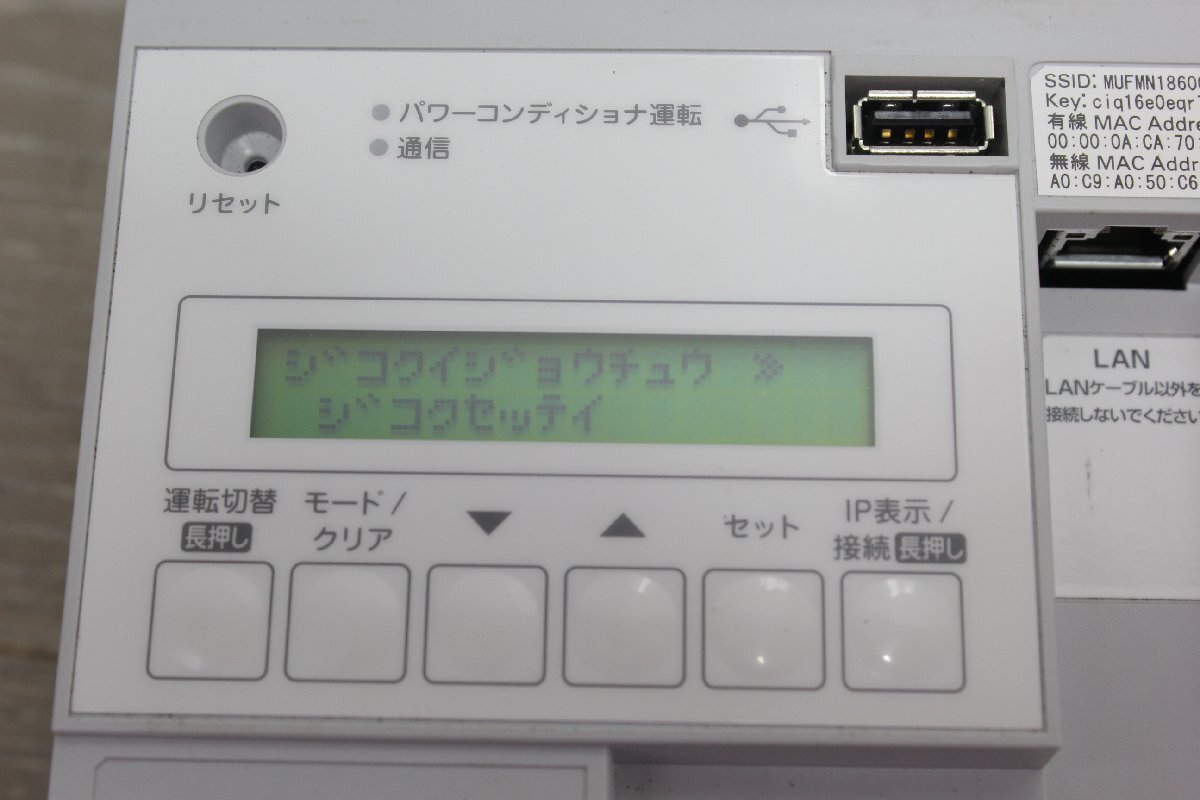 パワーコンディショナ運転
通信
リセット
SSID: MUFMN1860
Key: ciq16e0eqr
有線 MAC Addre
00:00:0A:CA:70
無線 MAC Addr
A0:C9:A0:50:C6
ジコクイジョウチュウ »
ジコクセッテイ
LAN
LANケーブル以外を
接続しないでください
運転切替
長押し
モード/
クリア
▼
▲
セット
IP表示/
接続 長押し